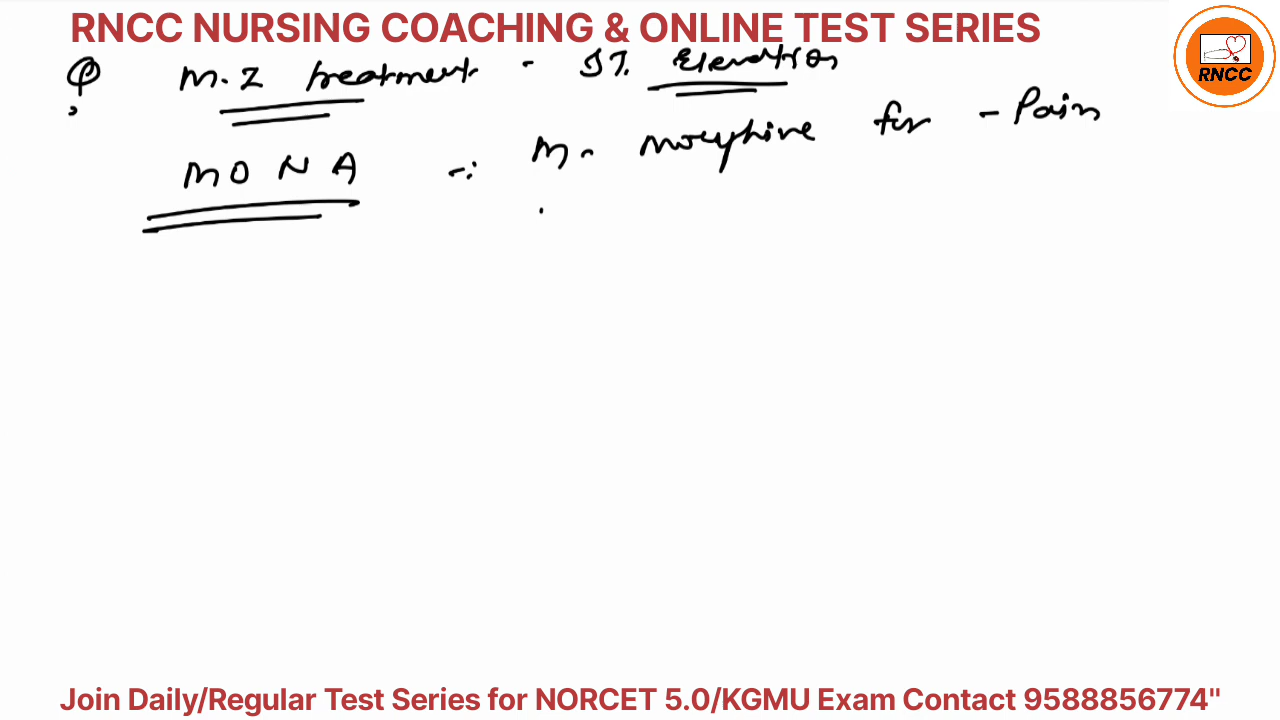 RNCC NURSING COACHING & ONLINE TEST SERIES
RNCC
Q M.I treatment - ST. Elevation
MONA -: M- morphine for - Pain
Join Daily/Regular Test Series for NORCET 5.0/KGMU Exam Contact 9588856774"